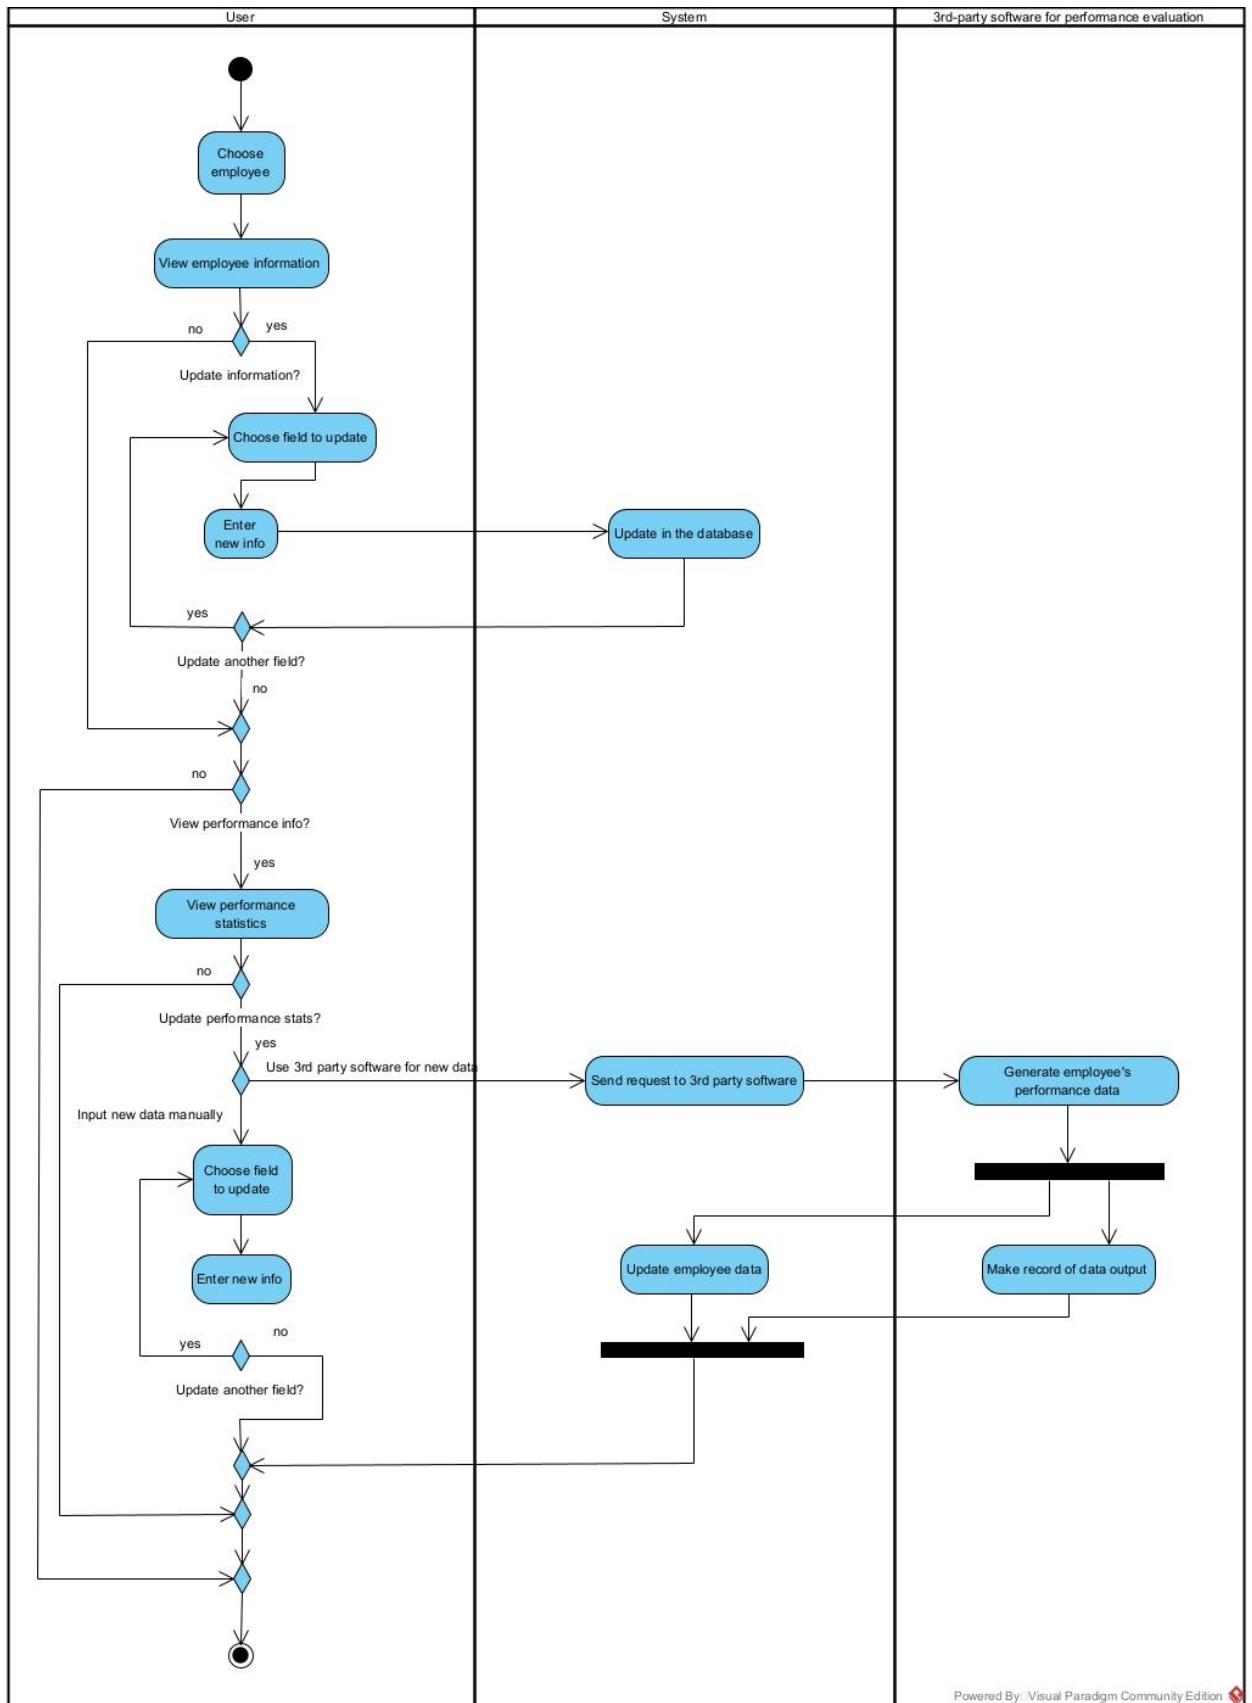 User
System
3rd-party software for performance evaluation
Choose
employee
View employee information
no
yes
Update information?
Choose field to update
Enter
new info
Update in the database
yes
Update another field?
no
no
View performance info?
yes
View performance
statistics
no
Update performance stats?
yes
Use 3rd party software for new data
Send request to 3rd party software
Generate employee's
performance data
Input new data manually
Choose field
to update
Update employee data
Make record of data output
Enter new info
no
yes
Update another field?
Powered By Visual Paradigm Community Edition